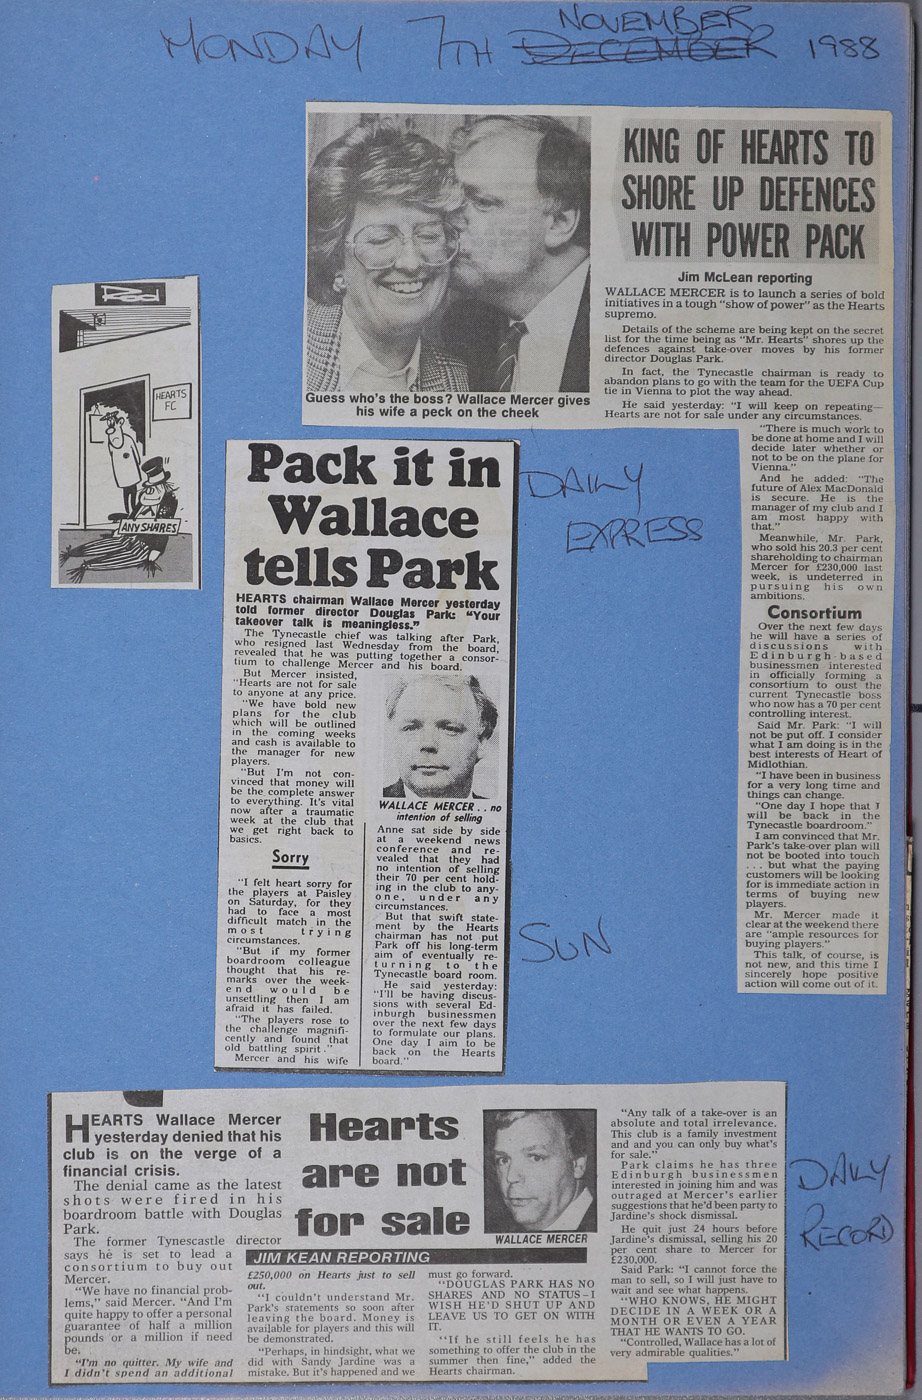 MONDAY 7TH NOVEMBER DECEMBER 1988
KING OF HEARTS TO
SHORE UP DEFENCES
WITH POWER PACK
Jim McLean reporting
WALLACE MERCER is to launch a series of bold
initiatives in a tough "show of power" as the Hearts
supremo.
Details of the scheme are being kept on the secret
list for the time being as "Mr. Hearts" shores up the
defences against take-over moves by his former
director Douglas Park.
In fact, the Tynecastle chairman is ready to
abandon plans to go with the team for the UEFA Cup
tie in Vienna to plot the way ahead.
He said yesterday: "I will keep on repeating—
Hearts are not for sale under any circumstances.
"There is much work to
be done at home and I will
decide later whether or
not to be on the plane for
Vienna."
And he added: "The
future of Alex MacDonald
is secure. He is the
manager of my club and I
am most happy with
that."
Meanwhile, Mr. Park,
who sold his 20.3 per cent
shareholding to chairman
Mercer for £230,000 last
week, is undeterred in
pursuing his own
ambitions.
Consortium
Over the next few days
he will have a series of
discussions with
Edinburgh-based
businessmen interested
in officially forming a
consortium to oust the
current Tynecastle boss
who now has a 70 per cent
controlling interest.
Said Mr. Park: "I will
not be put off. I consider
what I am doing is in the
best interests of Heart of
Midlothian.
"I have been in business
for a very long time and
things can change.
"One day I hope that I
will be back in the
Tynecastle boardroom."
I am convinced that Mr.
Park's take-over plan will
not be booted into touch
. . . but what the paying
customers will be looking
for is immediate action in
terms of buying new
players.
Mr. Mercer made it
clear at the weekend there
are "ample resources for
buying players."
This talk, of course, is
not new, and this time I
sincerely hope positive
action will come out of it.
Guess who's the boss? Wallace Mercer gives
his wife a peck on the cheek
DAILY
EXPRESS
HEARTS
FC
ANY SHARES
Pack it in
Wallace
tells Park
HEARTS chairman Wallace Mercer yesterday
told former director Douglas Park: "Your
takeover talk is meaningless."
The Tynecastle chief was talking after Park,
who resigned last Wednesday from the board,
revealed that he was putting together a consor-
tium to challenge Mercer and his board.
But Mercer insisted,
"Hearts are not for sale
to anyone at any price.
"We have bold new
plans for the club
which will be outlined
in the coming weeks
and cash is available to
the manager for new
players.
"But I'm not con-
vinced that money will
be the complete answer
to everything. It's vital
now after a traumatic
week at the club that
we get right back to
basics.
Sorry
"I felt heart sorry for
the players at Paisley
on Saturday, for they
had to face a most
difficult match in the
most trying
circumstances.
"But if my former
boardroom colleague
thought that his re-
marks over the week-
end would be
unsettling then I am
afraid it has failed.
"The players rose to
the challenge magnifi-
cently and found that
old battling spirit."
Mercer and his wife
WALLACE MERCER . . no
intention of selling
Anne sat side by side
at a weekend news
conference and re-
vealed that they had
no intention of selling
their 70 per cent hold-
ing in the club to any-
one, under any
circumstances.
But that swift state-
ment by the Hearts
chairman has not put
Park off his long-term
aim of eventually re-
turning to the
Tynecastle board room.
He said yesterday:
"I'll be having discus-
sions with several Ed-
inburgh businessmen
over the next few days
to formulate our plans.
One day I aim to be
back on the Hearts
board."
SUN
HEARTS Wallace Mercer
yesterday denied that his
club is on the verge of a
financial crisis.
The denial came as the latest
shots were fired in his
boardroom battle with Douglas
Park.
The former Tynescastle director
says he is set to lead a
consortium to buy out
Mercer.
"We have no financial prob-
lems," said Mercer. "And I'm
quite happy to offer a personal
guarantee of half a million
pounds or a million if need
be.
"I'm no quitter. My wife and
I didn't spend an additional
Hearts
are not
for sale
WALLACE MERCER
JIM KEAN REPORTING
£250,000 on Hearts just to sell
out.
"I couldn't understand Mr.
Park's statements so soon after
leaving the board. Money is
available for players and this will
be demonstrated.
"Perhaps, in hindsight, what we
did with Sandy Jardine was a
mistake. But it's happened and we
must go forward.
"DOUGLAS PARK HAS NO
SHARES AND NO STATUS–I
WISH HE'D SHUT UP AND
LEAVE US TO GET ON WITH
IT.
"If he still feels he has
something to offer the club in the
summer then fine," added the
Hearts chairman.
"Any talk of a take-over is an
absolute and total irrelevance.
This club is a family investment
and and you can only buy what's
for sale."
Park claims he has three
Edinburgh businessmen
interested in joining him and was
outraged at Mercer's earlier
suggestions that he'd been party to
Jardine's shock dismissal.
He quit just 24 hours before
Jardine's dismissal, selling his 20
per cent share to Mercer for
£230,000.
Said Park: "I cannot force the
man to sell, so I will just have to
wait and see what happens.
"WHO KNOWS, HE MIGHT
DECIDE IN A WEEK OR A
MONTH OR EVEN A YEAR
THAT HE WANTS TO GO.
"Controlled, Wallace has a lot of
very admirable qualities."
DAILY
RECORD